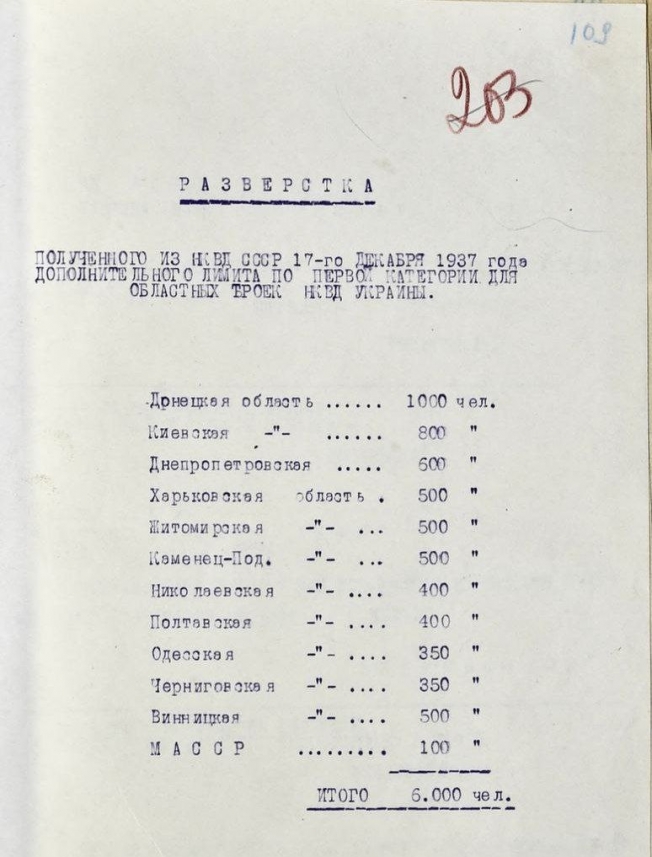 109
203
РАЗВЕРСТКА
ПОЛУЧЕННОГО ИЗ НКВД СССР 17-го ДЕКАБРЯ 1937 года
ДОПОЛНИТЕЛЬНОГО ЛИМИТА ПО ПЕРВОЙ КАТЕГОРИИ ДЛЯ
ОБЛАСТНЫХ ТРОЕК НКВД УКРАИНЫ.
Донецкая область ...... 1000 чел.
Киевская -"- ...... 800 "
Днепропетровская ..... 600 "
Харьковская область . 500 "
Житомирская -"- ... 500 "
Каменец-Под. -"- ... 500 "
Николаевская -"- .... 400 "
Полтавская -"- .... 400 "
Одесская -"- .... 350 "
Черниговская -"- .... 350 "
Винницкая -"- .... 500 "
МАССР ......... 100 "
ИТОГО 6.000 чел.